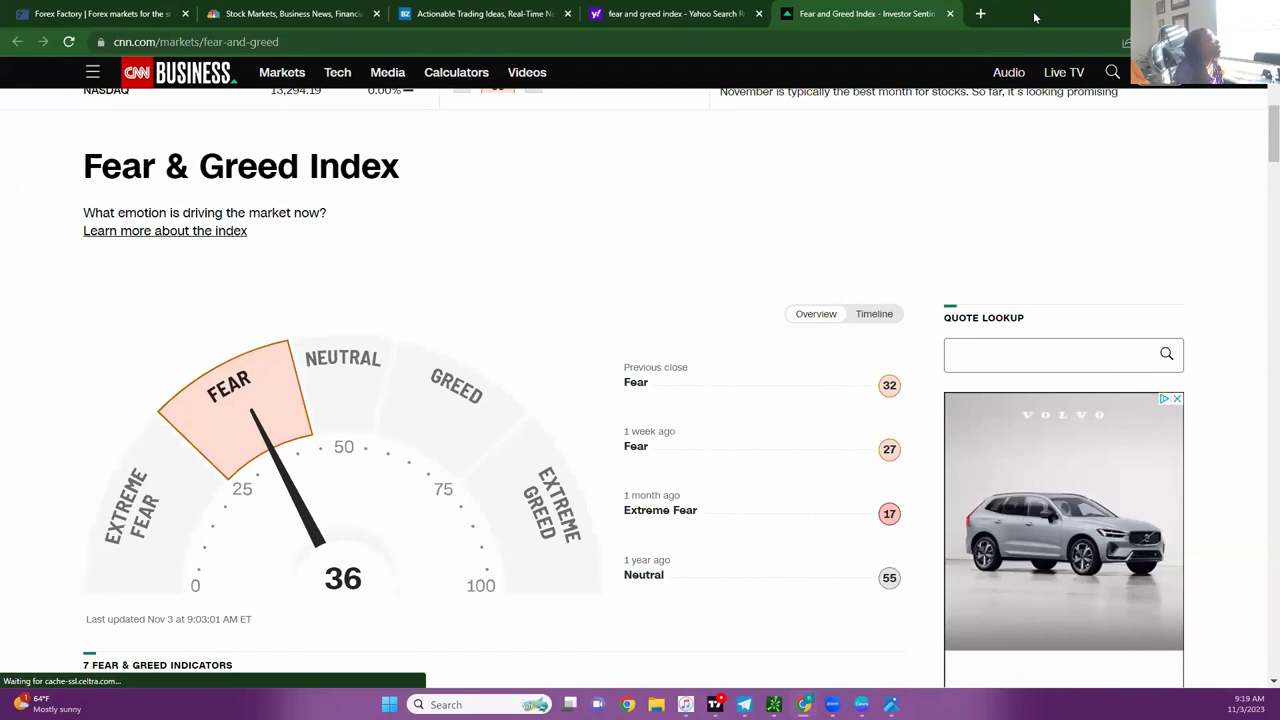 Forex Factory | Forex markets for the s
Stock Markets, Business News, Financi
Actionable Trading Ideas, Real-Time N
fear and greed index - Yahoo Search R
Fear and Greed Index - Investor Sentin
cnn.com/markets/fear-and-greed
CNN BUSINESS
Markets
Tech
Media
Calculators
Videos
Audio
Live TV
NASDAQ
13,294.19
0.00%
November is typically the best month for stocks. So far, it's looking promising
Fear & Greed Index
What emotion is driving the market now?
Learn more about the index
Overview
Timeline
EXTREME FEAR
FEAR
NEUTRAL
GREED
EXTREME GREED
0
25
50
75
100
36
Last updated Nov 3 at 9:03:01 AM ET
Previous close
Fear
32
1 week ago
Fear
27
1 month ago
Extreme Fear
17
1 year ago
Neutral
55
QUOTE LOOKUP
VOLVO
7 FEAR & GREED INDICATORS
Waiting for cache-ssl.celtra.com...
1
64°F
Mostly sunny
Search
9:19 AM
11/3/2023